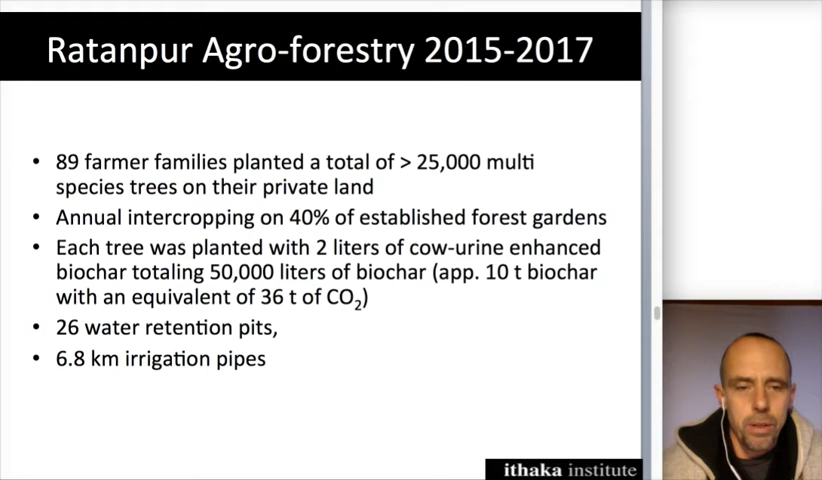 Ratanpur Agro-forestry 2015-2017
• 89 farmer families planted a total of > 25,000 multi
species trees on their private land
• Annual intercropping on 40% of established forest gardens
• Each tree was planted with 2 liters of cow-urine enhanced
biochar totaling 50,000 liters of biochar (app. 10 t biochar
with an equivalent of 36 t of CO₂)
• 26 water retention pits,
• 6.8 km irrigation pipes
ithaka institute